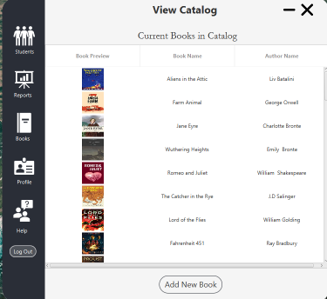 View Catalog
Current Books in Catalog
Students
Reports
Books
Profile
Help
Log Out
Book Preview Book Name Author Name
Aliens in the Attic Liv Batalini
Farm Animal George Orwell
Jane Eyre Charlotte Bronte
Wuthering Heights Emily Bronte
Romeo and Juliet William Shakespeare
The Catcher in the Rye J.D Salinger
Lord of the Flies William Golding
Fahrenheit 451 Ray Bradbury
Add New Book